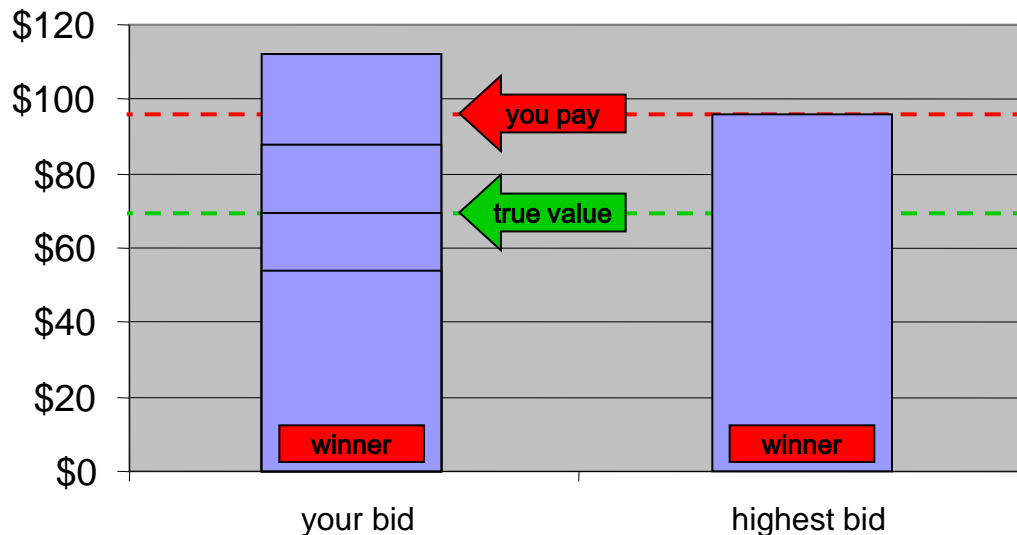 $120
$100
$80
$60
$40
$20
$0
you pay
true value
winner
winner
your bid
highest bid